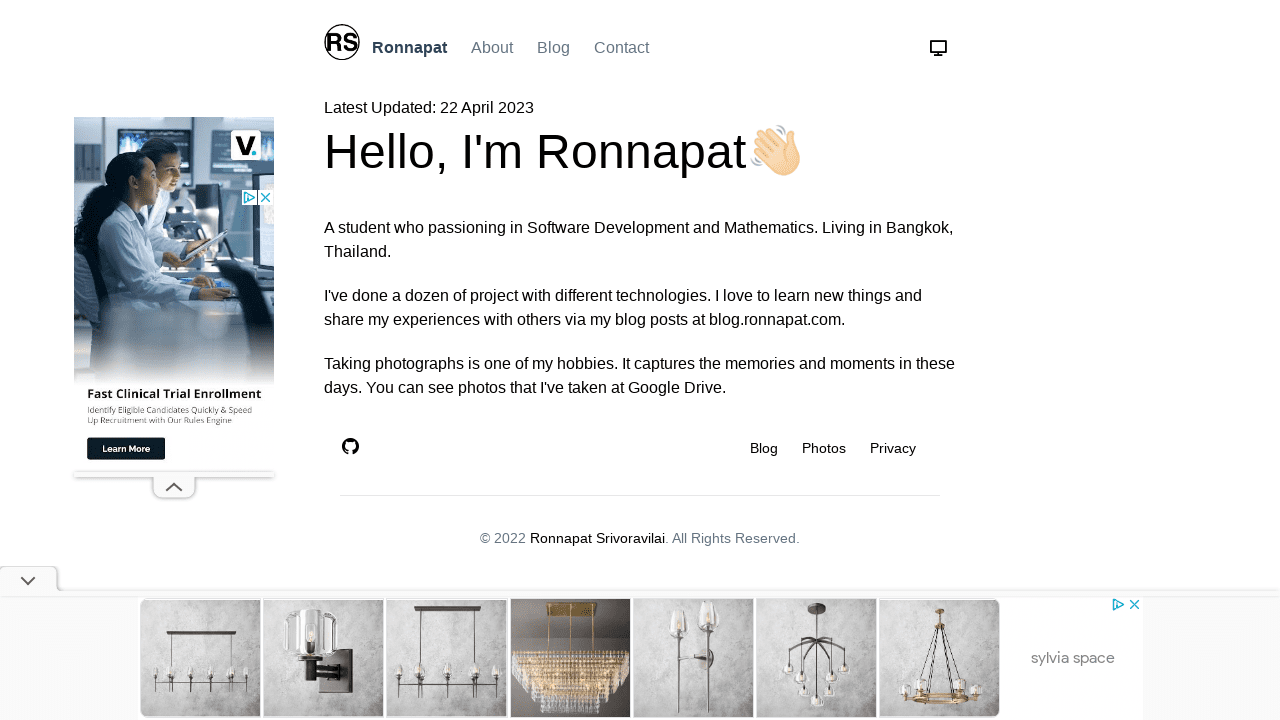 RS
Ronnapat
About
Blog
Contact
Latest Updated: 22 April 2023
Hello, I'm Ronnapat👋🏻
A student who passioning in Software Development and Mathematics. Living in Bangkok,
Thailand.
I've done a dozen of project with different technologies. I love to learn new things and
share my experiences with others via my blog posts at blog.ronnapat.com.
Taking photographs is one of my hobbies. It captures the memories and moments in these
days. You can see photos that I've taken at Google Drive.
Blog
Photos
Privacy
© 2022 Ronnapat Srivoravilai. All Rights Reserved.
V.
Fast Clinical Trial Enrollment
Identify Eligible Candidates Quickly & Speed
Up Recruitment with Our Rules Engine
Learn More
sylvia space